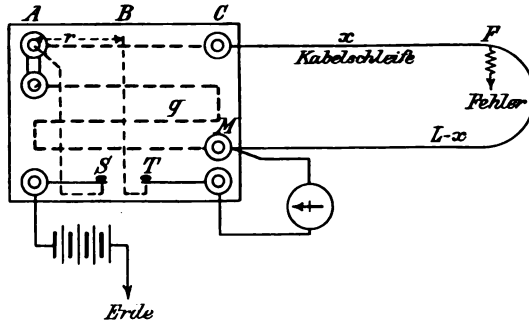 A B C
r x F
Kabelschleife
Fehler
g
M
L-x
S T
Erde